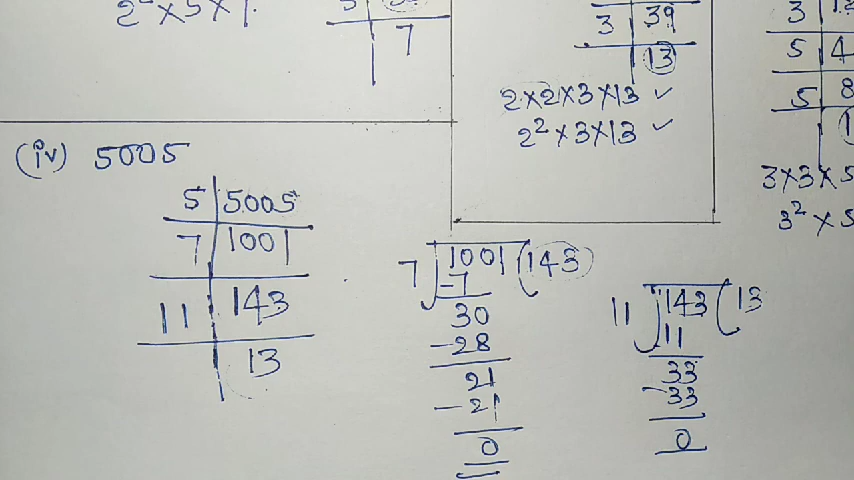 2² × 5 × 7.
7
3 | 39
13
2×2×3×13 ✓
2² × 3 × 13 ✓
3
5 | 4
5 | 8
3×3×5
3² × 5
(iv) 5005
5 | 5005
7 | 1001
11 | 143
13
7 ) 1001 ( 143
-7
30
-28
21
-21
0
11 ) 143 ( 13
11
33
-33
0